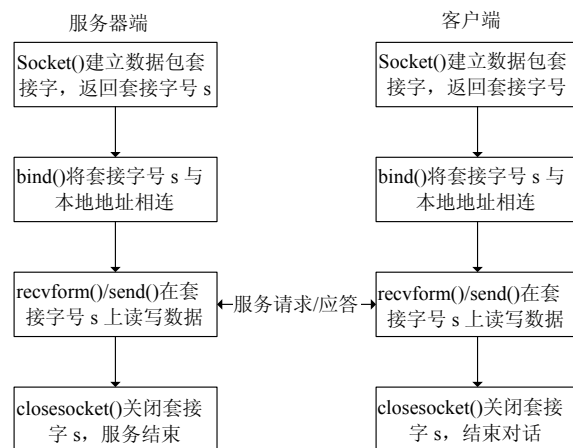 服务器端
Socket()建立数据包套
接字，返回套接字号 s
bind()将套接字号 s 与
本地地址相连
recvform()/send()在套
接字号 s 上读写数据
closesocket()关闭套接
字 s，服务结束
服务请求/应答
客户端
Socket()建立数据包套
接字，返回套接字号
bind()将套接字号 s 与
本地地址相连
recvform()/send()在套
接字号 s 上读写数据
closesocket()关闭套接
字 s，结束对话